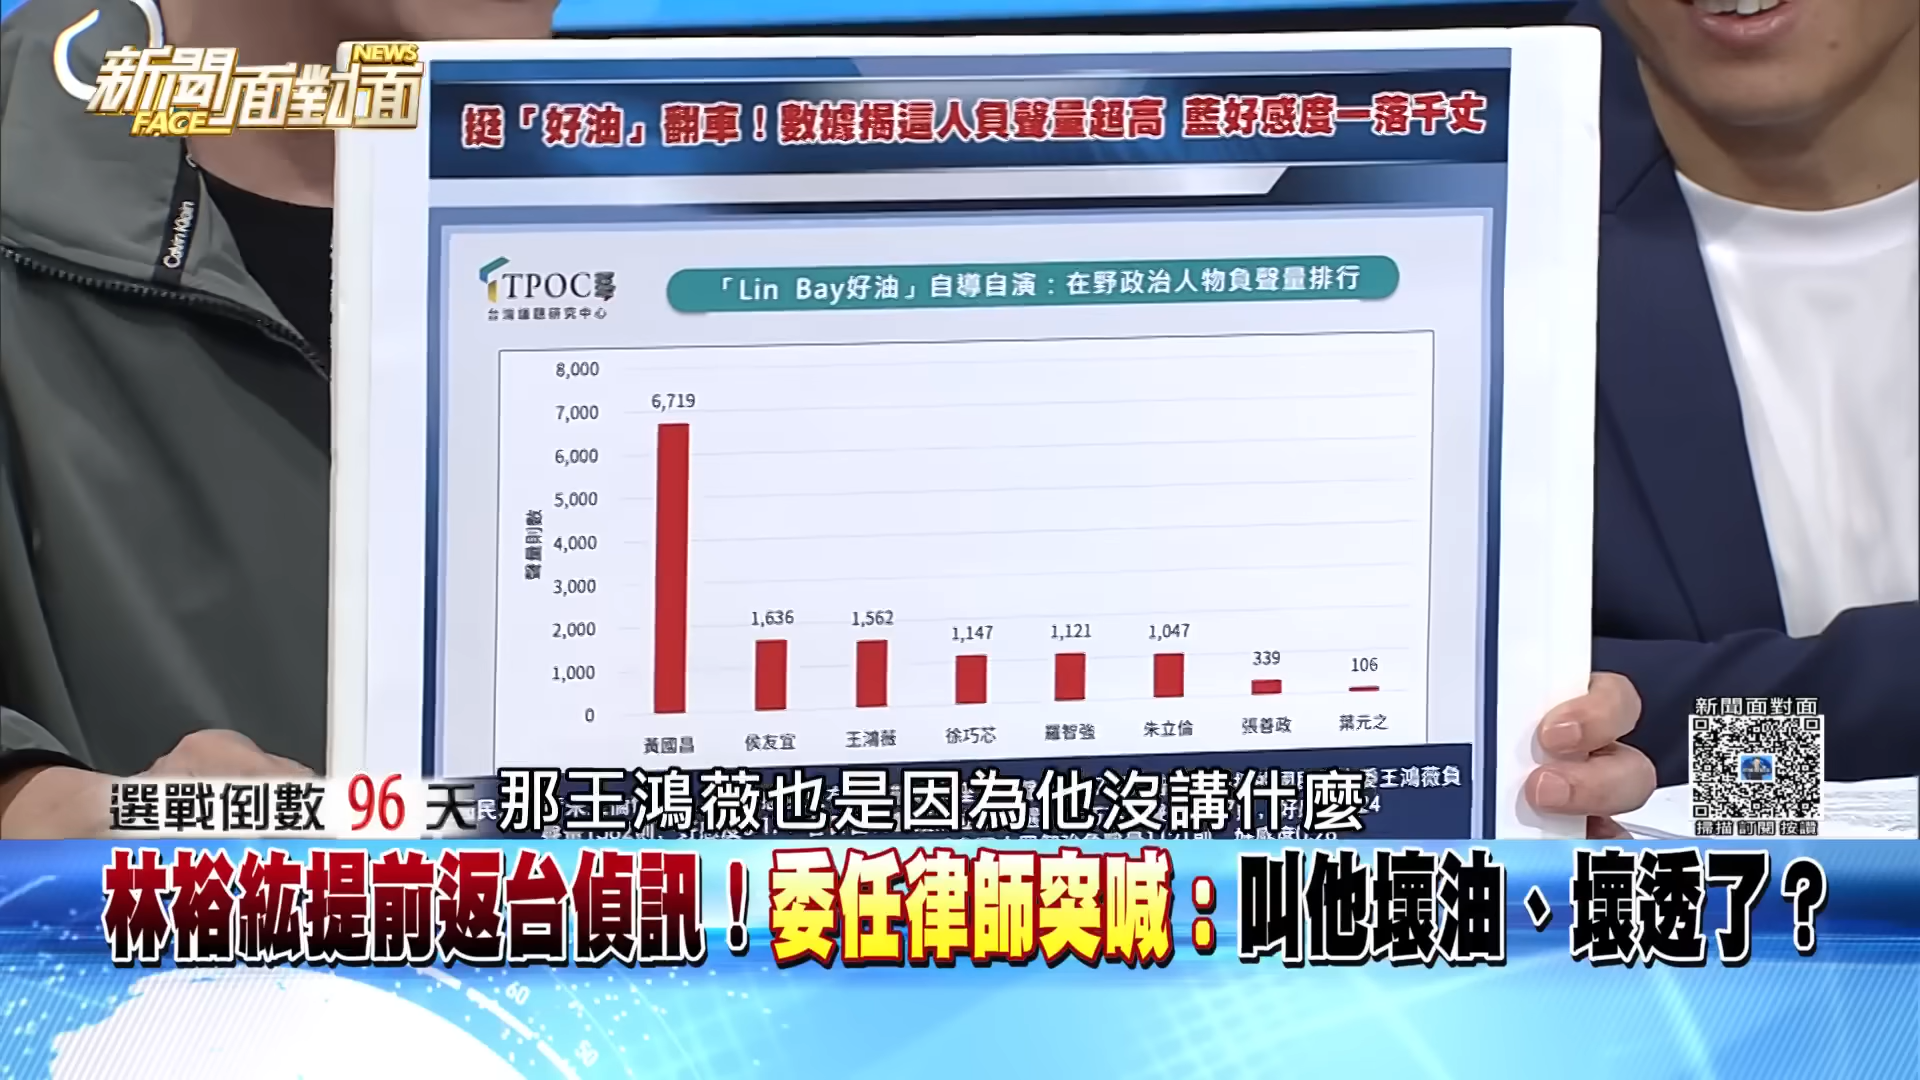 新聞面對面
NEWS
FACE
Calvin Klein
挺「好油」翻車！數據揭這人負聲量超高 藍好感度一落千丈
TPOC
台灣議題研究中心
「Lin Bay好油」自導自演：在野政治人物負聲量排行
聲量則數
8,000
7,000
6,000
5,000
4,000
3,000
2,000
1,000
0
6,719
1,636
1,562
1,147
1,121
1,047
339
106
黃國昌
侯友宜
王鴻薇
徐巧芯
羅智強
朱立倫
張善政
葉元之
王鴻薇負
新聞面對面
掃描訂閱按讚
選戰倒數 96 天
那王鴻薇也是因為他沒講什麼
林裕紘提前返台偵訊！委任律師突喊：叫他壞油、壞透了？
60
50